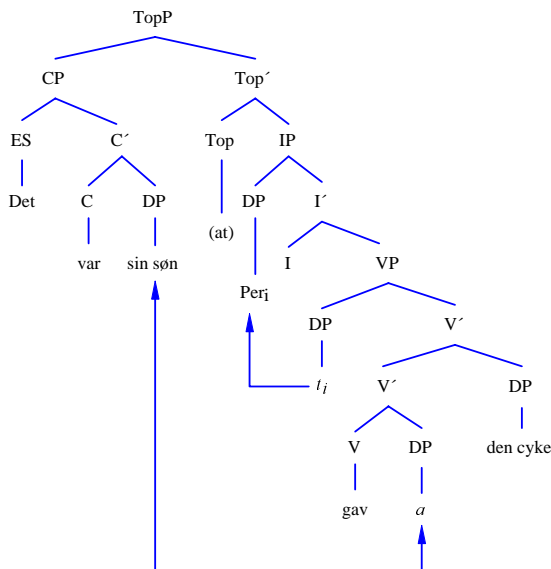 TopP
CP Top´
ES C´ Top IP
Det C DP DP I´
(at)
var sin søn I VP
Peri
DP V´
ti V´ DP
V DP den cyke
gav a